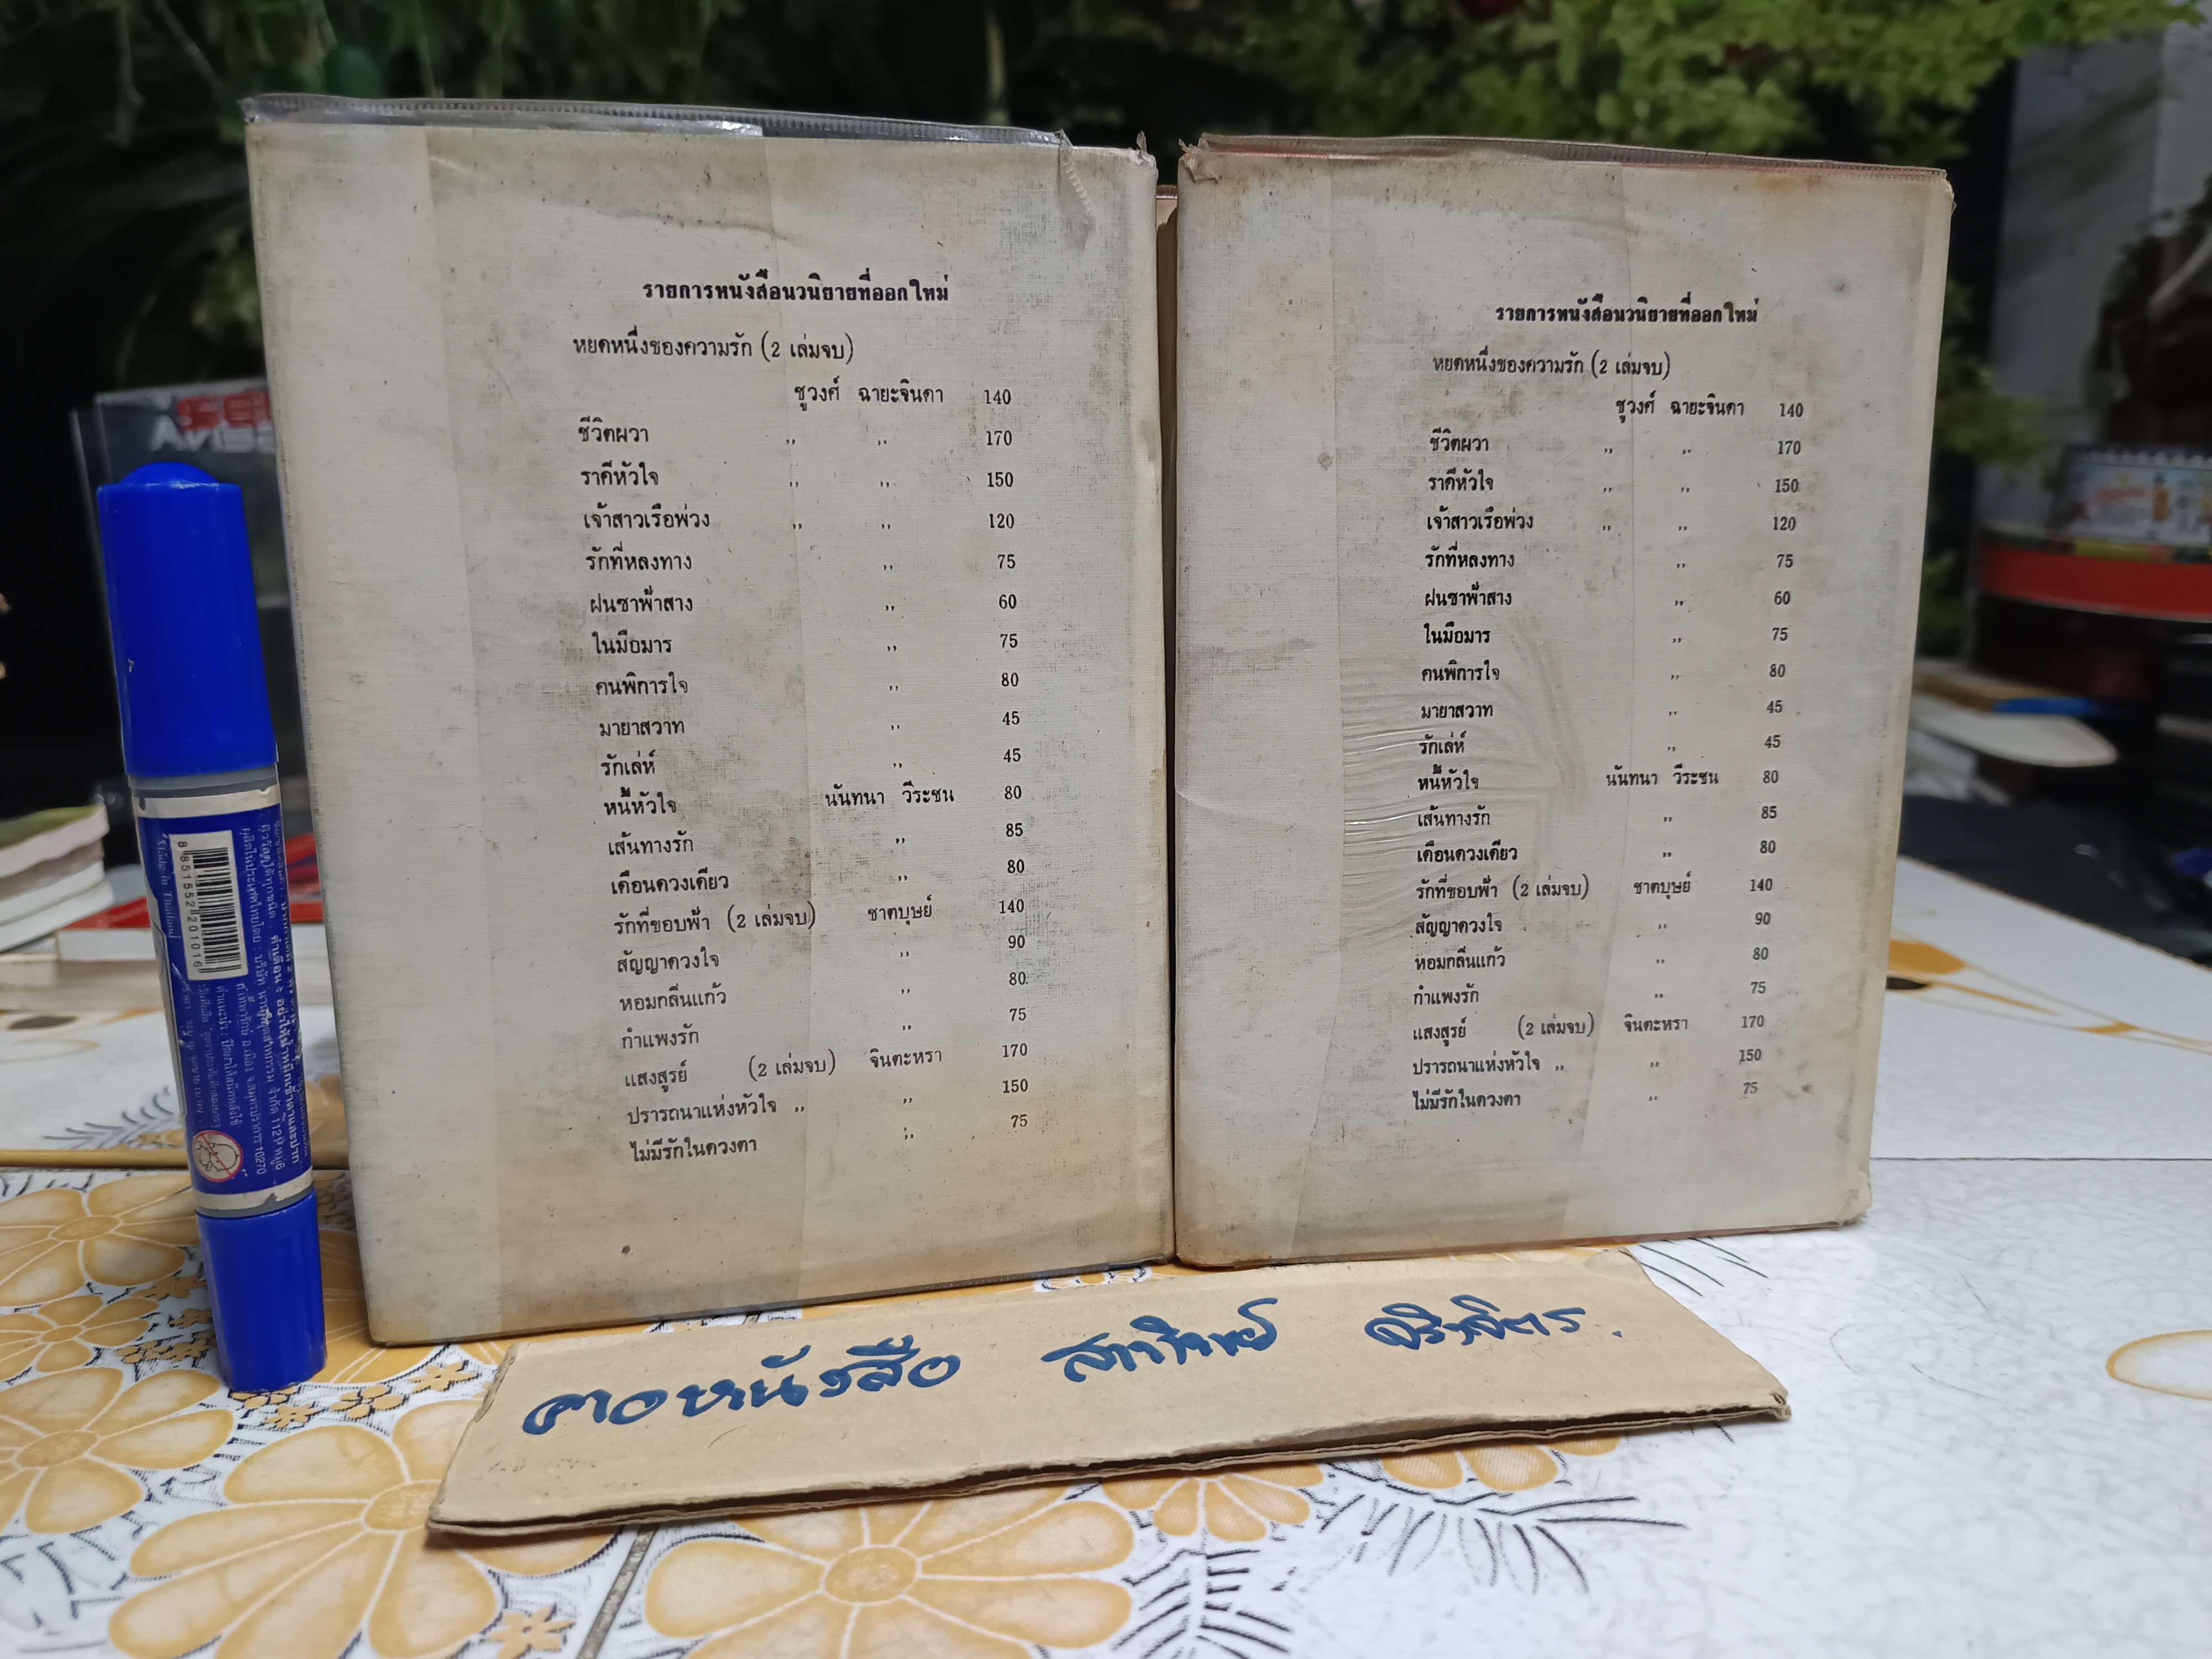 รายการหนังสือนวนิยายที่ออกใหม่
หยดหนึ่งของความรัก (2 เล่มจบ)
ชูวงศ์ ฉายะจินดา 140
ชีวิตผวา ,, ,, 170
ราคีหัวใจ ,, ,, 150
เจ้าสาวเรือพ่วง ,, ,, 120
รักที่หลงทาง ,, 75
ฝนซาฟ้าสาง ,, 60
ในมือมาร ,, 75
คนพิการใจ ,, 80
มายาสวาท ,, 45
รักเล่ห์ ,, 45
หนี้หัวใจ นันทนา วีระชน 80
เส้นทางรัก ,, 85
เดือนดวงเดียว ,, 80
รักที่ขอบฟ้า (2 เล่มจบ) ชาตบุษย์ 140
สัญญาดวงใจ ,, 90
หอมกลิ่นแก้ว ,, 80
กำแพงรัก ,, 75
แสงสูรย์ (2 เล่มจบ) จินตะหรา 170
ปรารถนาแห่งหัวใจ ,, ,, 150
ไม่มีรักในดวงตา ,, 75
รายการหนังสือนวนิยายที่ออกใหม่
หยดหนึ่งของความรัก (2 เล่มจบ)
ชูวงศ์ ฉายะจินดา 140
ชีวิตผวา ,, ,, 170
ราคีหัวใจ ,, ,, 150
เจ้าสาวเรือพ่วง ,, ,, 120
รักที่หลงทาง ,, 75
ฝนซาฟ้าสาง ,, 60
ในมือมาร ,, 75
คนพิการใจ ,, 80
มายาสวาท ,, 45
รักเล่ห์ ,, 45
หนี้หัวใจ นันทนา วีระชน 80
เส้นทางรัก ,, 85
เดือนดวงเดียว ,, 80
รักที่ขอบฟ้า (2 เล่มจบ) ชาตบุษย์ 140
สัญญาดวงใจ ,, 90
หอมกลิ่นแก้ว ,, 80
กำแพงรัก ,, 75
แสงสูรย์ (2 เล่มจบ) จินตะหรา 170
ปรารถนาแห่งหัวใจ ,, ,, 150
ไม่มีรักในดวงตา ,, 75
8851552201016
Made in Thailand
คอหนังสือ